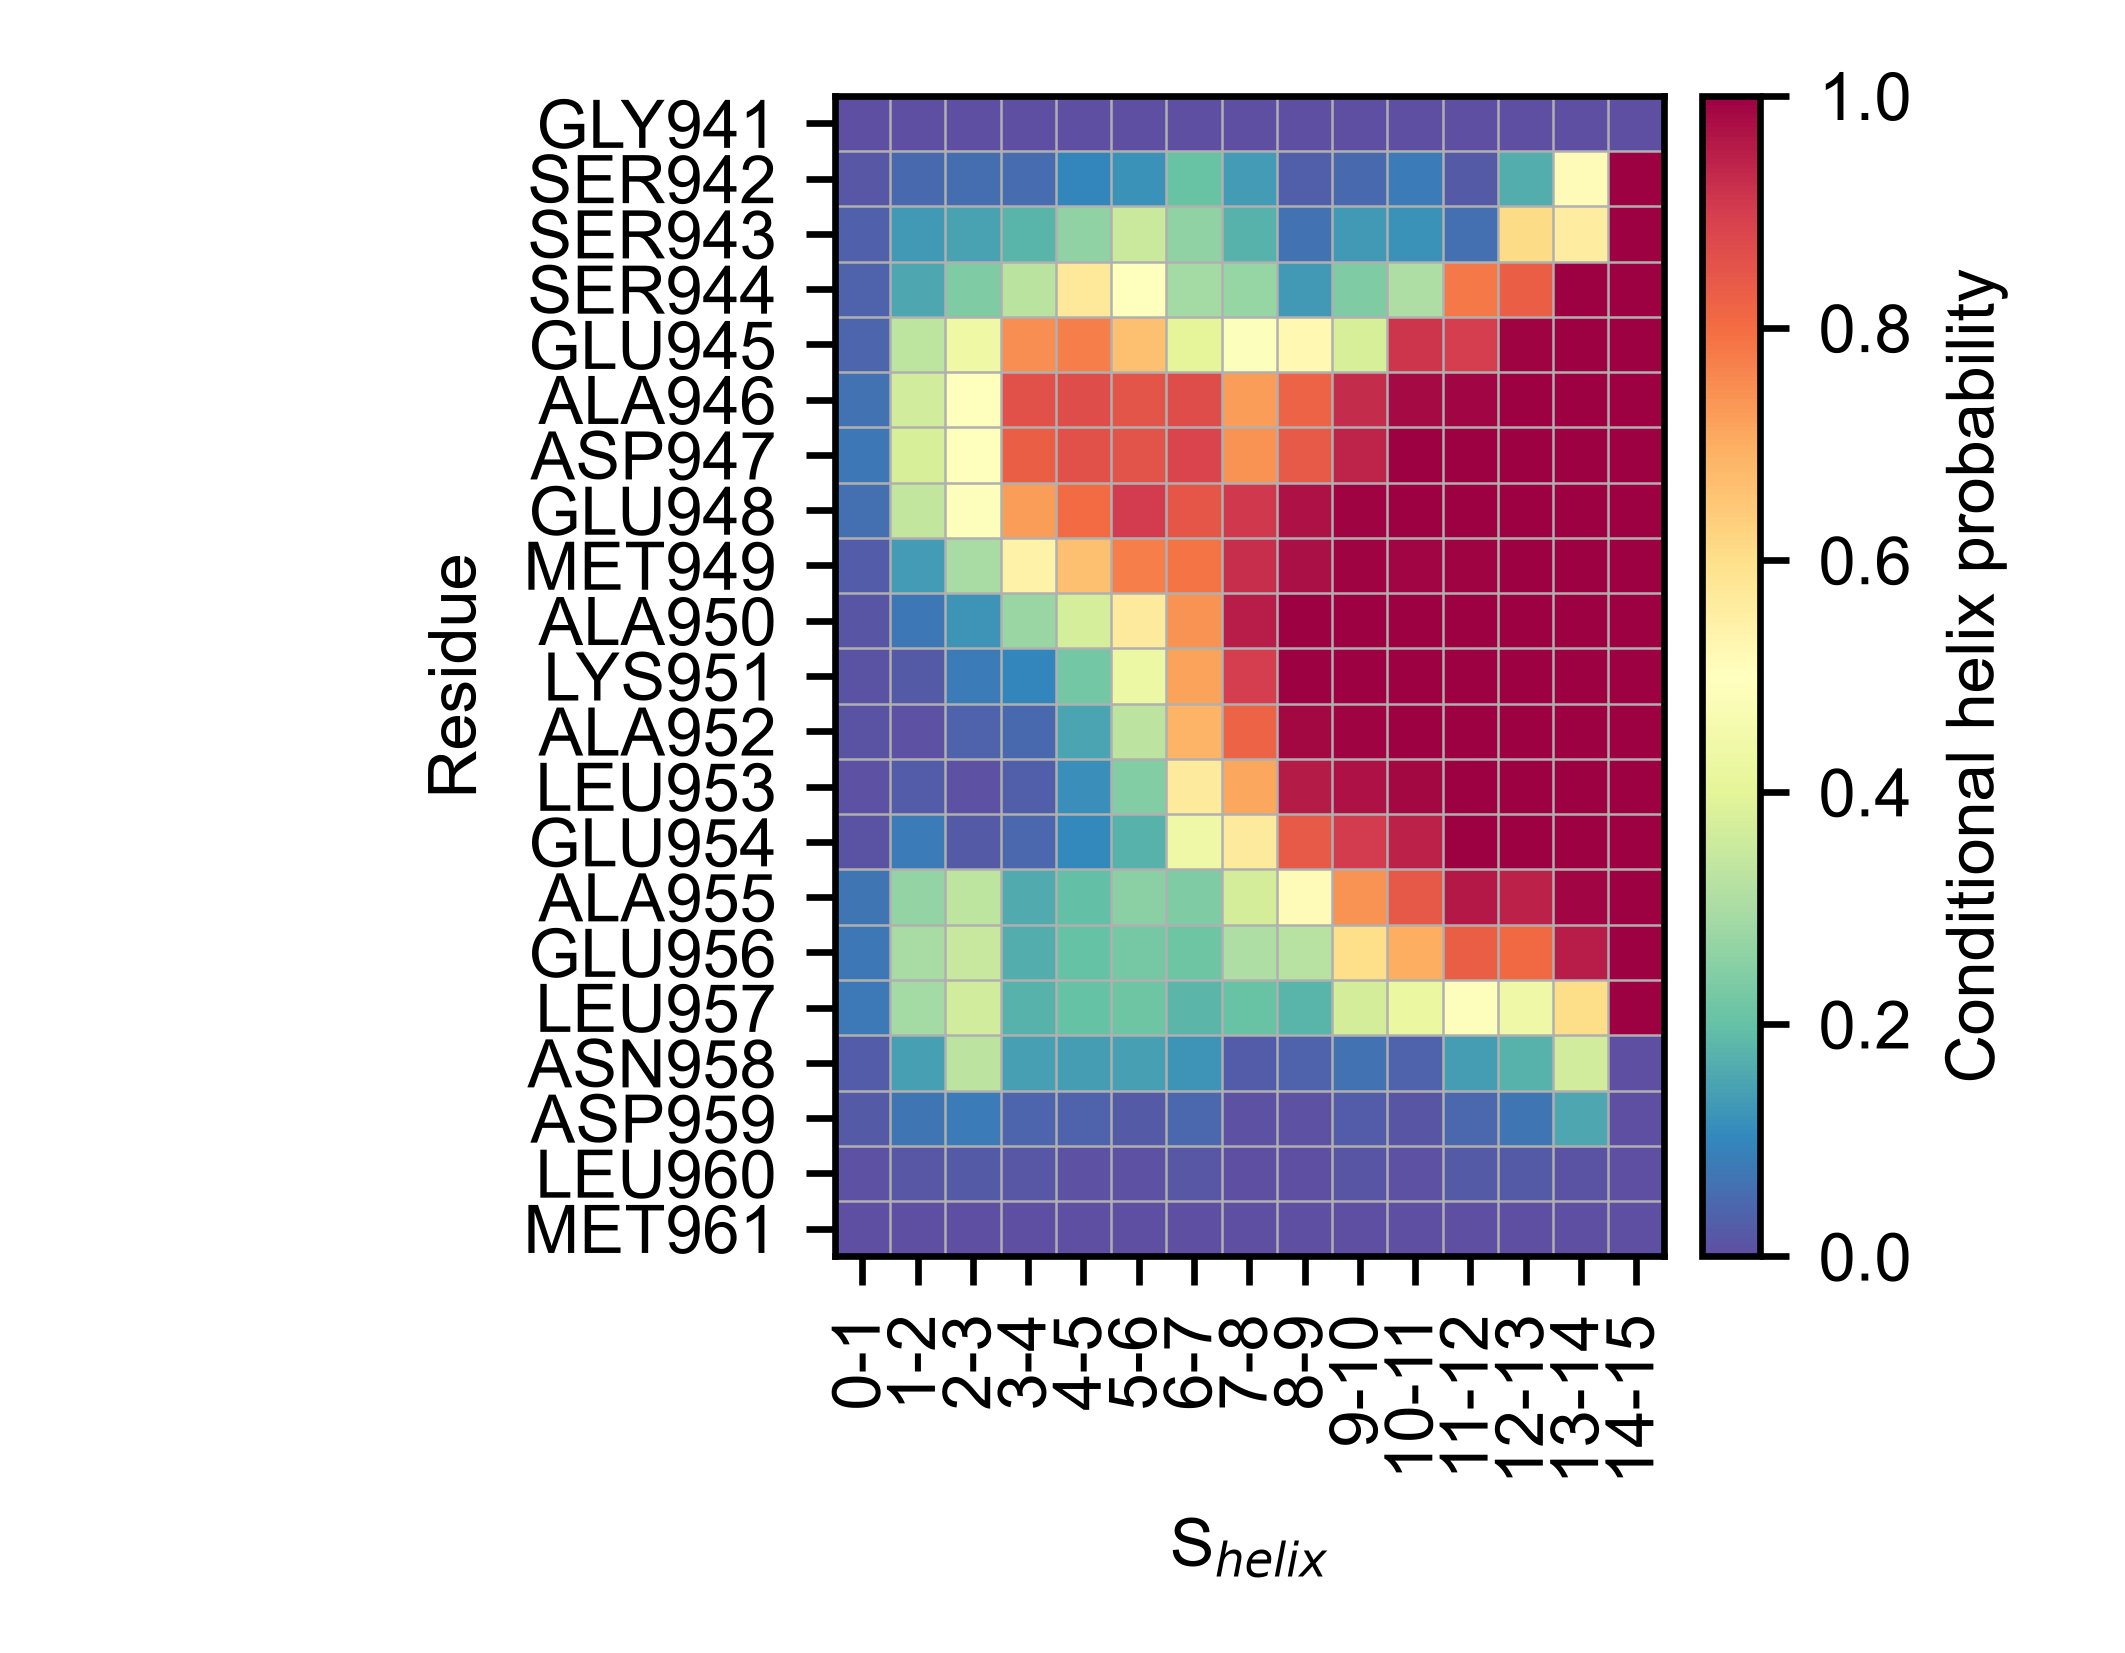 GLY941
SER942
SER943
SER944
GLU945
ALA946
ASP947
GLU948
MET949
ALA950
LYS951
ALA952
LEU953
GLU954
ALA955
GLU956
LEU957
ASN958
ASP959
LEU960
MET961
Residue
0-1
1-2
2-3
3-4
4-5
5-6
6-7
7-8
8-9
9-10
10-11
11-12
12-13
13-14
14-15
Shelix
1.0
0.8
0.6
0.4
0.2
0.0
Conditional helix probability